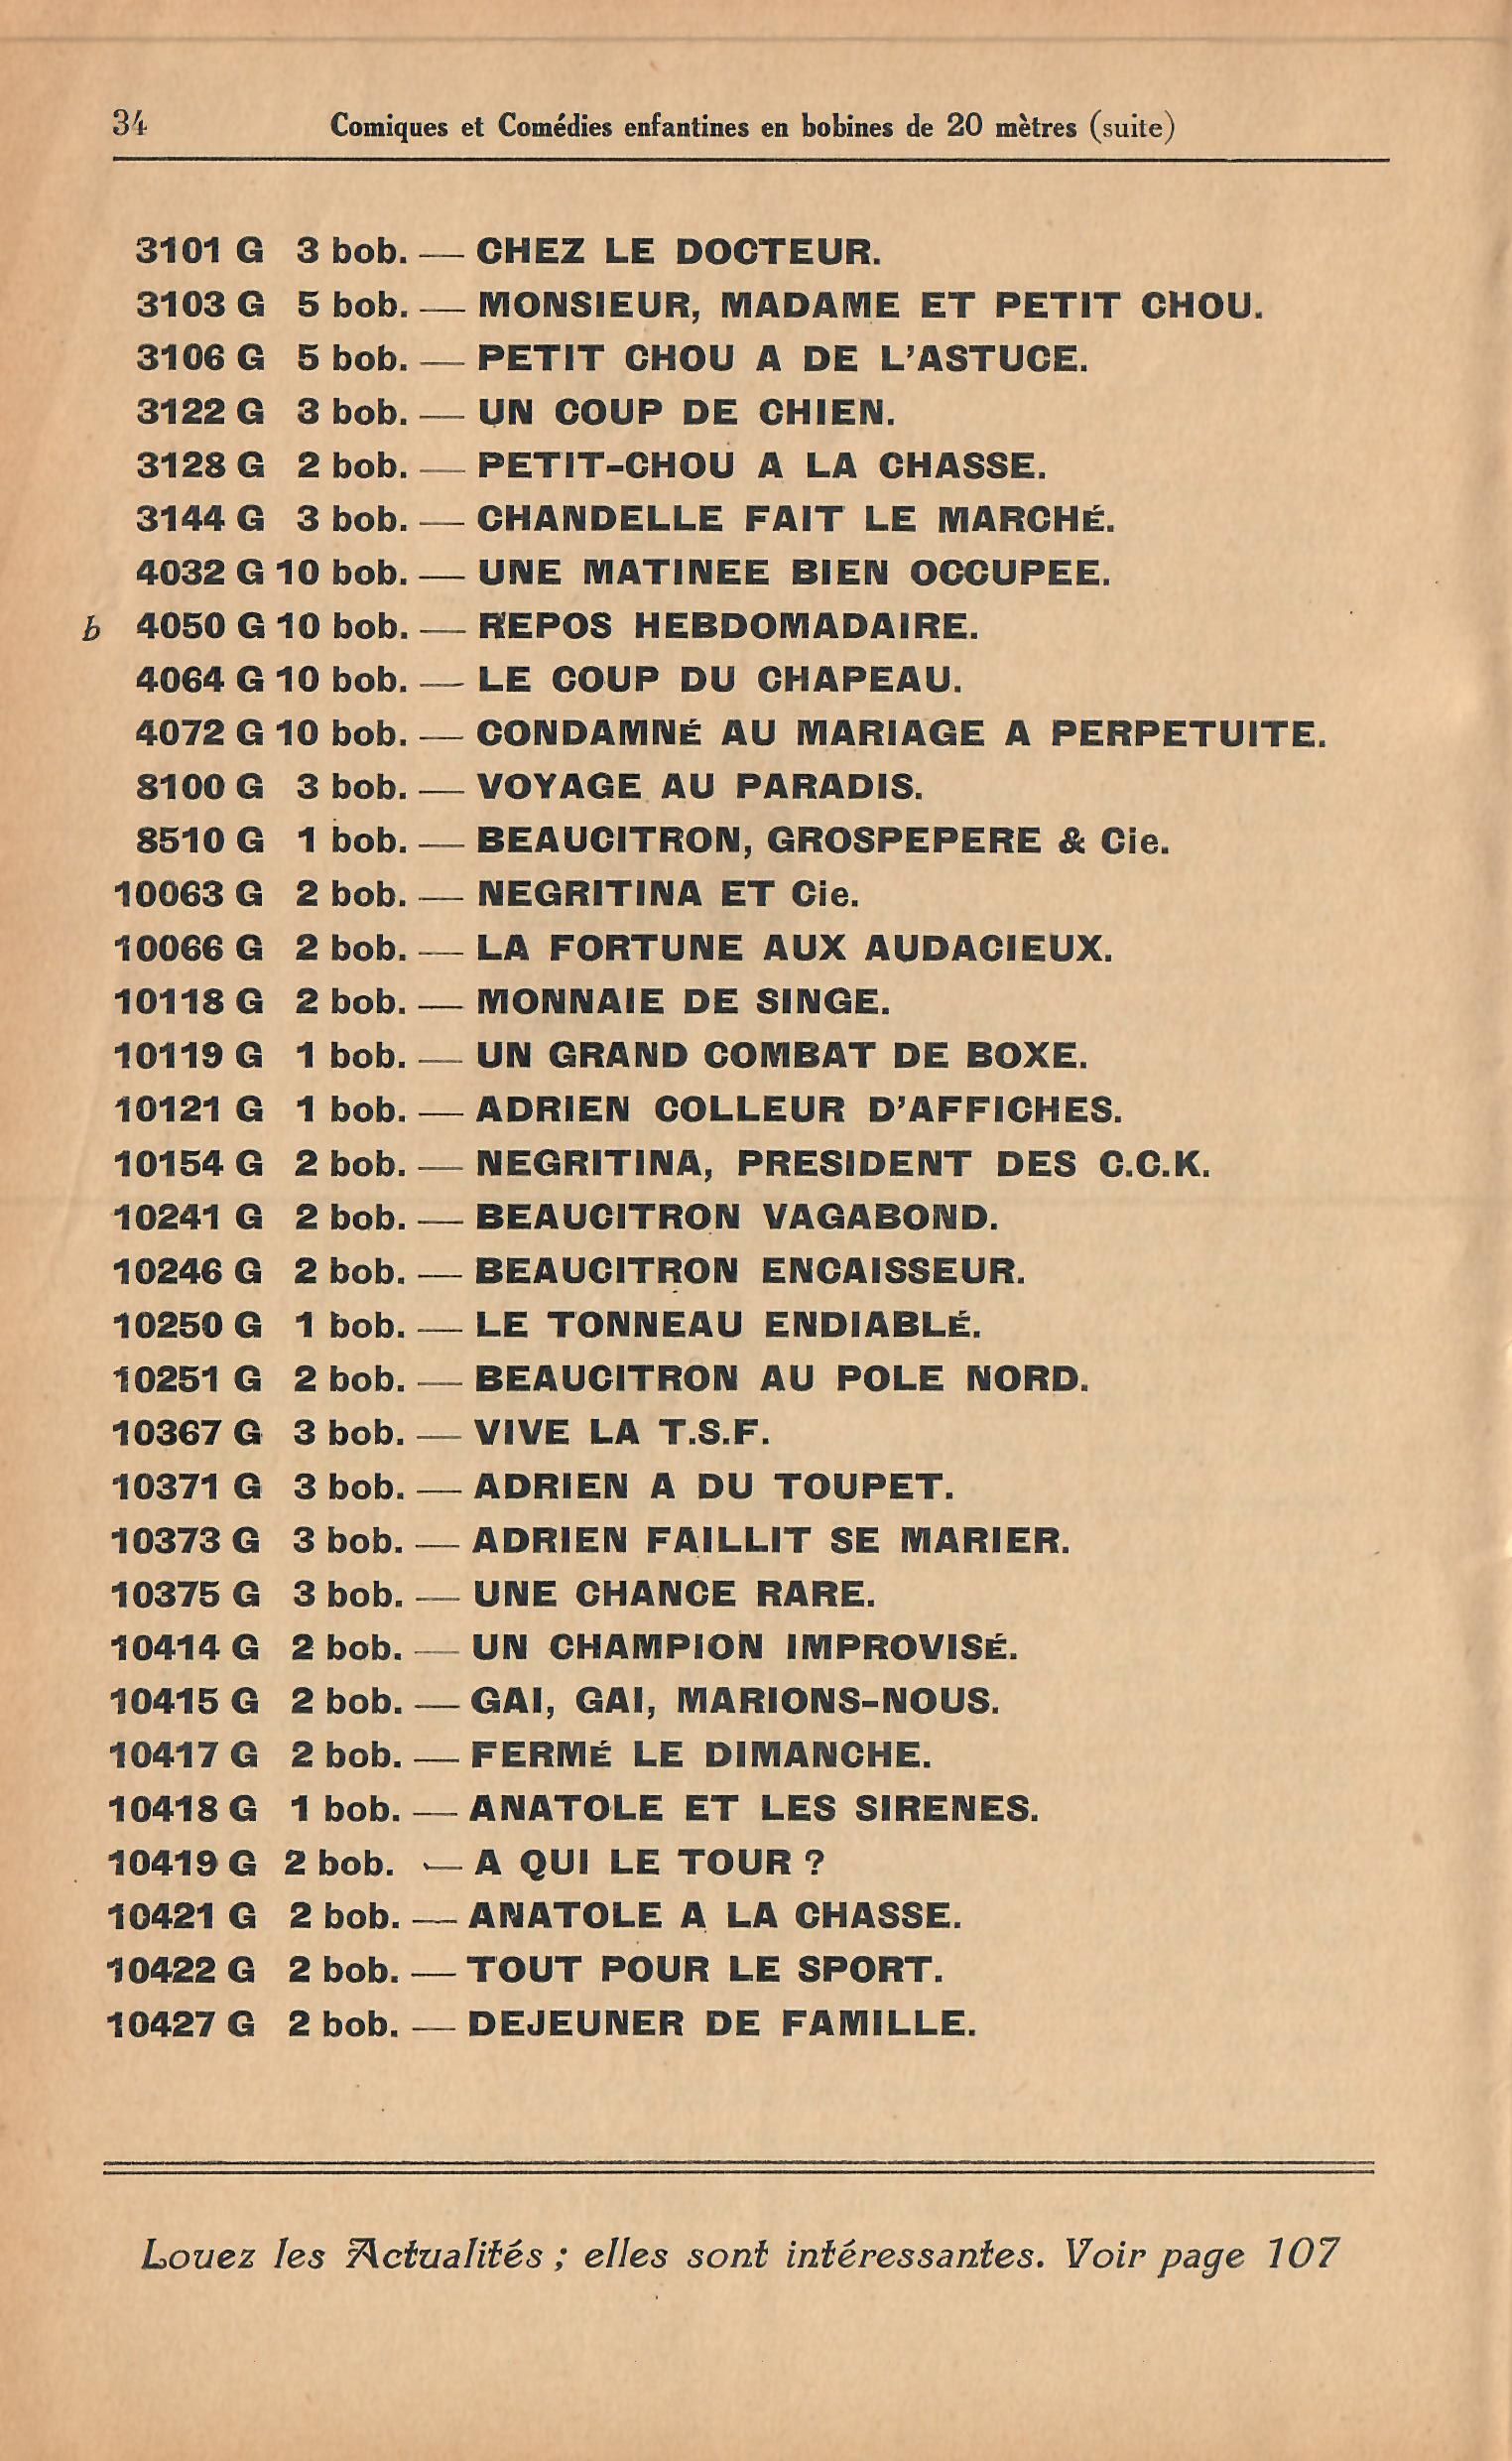 34 Comiques et Comédies enfantines en bobines de 20 mètres (suite)
3101 G 3 bob. — CHEZ LE DOCTEUR.
3103 G 5 bob. — MONSIEUR, MADAME ET PETIT CHOU.
3106 G 5 bob. — PETIT CHOU A DE L'ASTUCE.
3122 G 3 bob. — UN COUP DE CHIEN.
3128 G 2 bob. — PETIT-CHOU A LA CHASSE.
3144 G 3 bob. — CHANDELLE FAIT LE MARCHÉ.
4032 G 10 bob. — UNE MATINEE BIEN OCCUPEE.
b 4050 G 10 bob. — REPOS HEBDOMADAIRE.
4064 G 10 bob. — LE COUP DU CHAPEAU.
4072 G 10 bob. — CONDAMNÉ AU MARIAGE A PERPETUITE.
8100 G 3 bob. — VOYAGE AU PARADIS.
8510 G 1 bob. — BEAUCITRON, GROSPEPERE & Cie.
10063 G 2 bob. — NEGRITINA ET Cie.
10066 G 2 bob. — LA FORTUNE AUX AUDACIEUX.
10118 G 2 bob. — MONNAIE DE SINGE.
10119 G 1 bob. — UN GRAND COMBAT DE BOXE.
10121 G 1 bob. — ADRIEN COLLEUR D'AFFICHES.
10154 G 2 bob. — NEGRITINA, PRESIDENT DES C.C.K.
10241 G 2 bob. — BEAUCITRON VAGABOND.
10246 G 2 bob. — BEAUCITRON ENCAISSEUR.
10250 G 1 bob. — LE TONNEAU ENDIABLÉ.
10251 G 2 bob. — BEAUCITRON AU POLE NORD.
10367 G 3 bob. — VIVE LA T.S.F.
10371 G 3 bob. — ADRIEN A DU TOUPET.
10373 G 3 bob. — ADRIEN FAILLIT SE MARIER.
10375 G 3 bob. — UNE CHANCE RARE.
10414 G 2 bob. — UN CHAMPION IMPROVISÉ.
10415 G 2 bob. — GAI, GAI, MARIONS-NOUS.
10417 G 2 bob. — FERMÉ LE DIMANCHE.
10418 G 1 bob. — ANATOLE ET LES SIRENES.
10419 G 2 bob. — A QUI LE TOUR ?
10421 G 2 bob. — ANATOLE A LA CHASSE.
10422 G 2 bob. — TOUT POUR LE SPORT.
10427 G 2 bob. — DEJEUNER DE FAMILLE.
Louez les Actualités ; elles sont intéressantes. Voir page 107